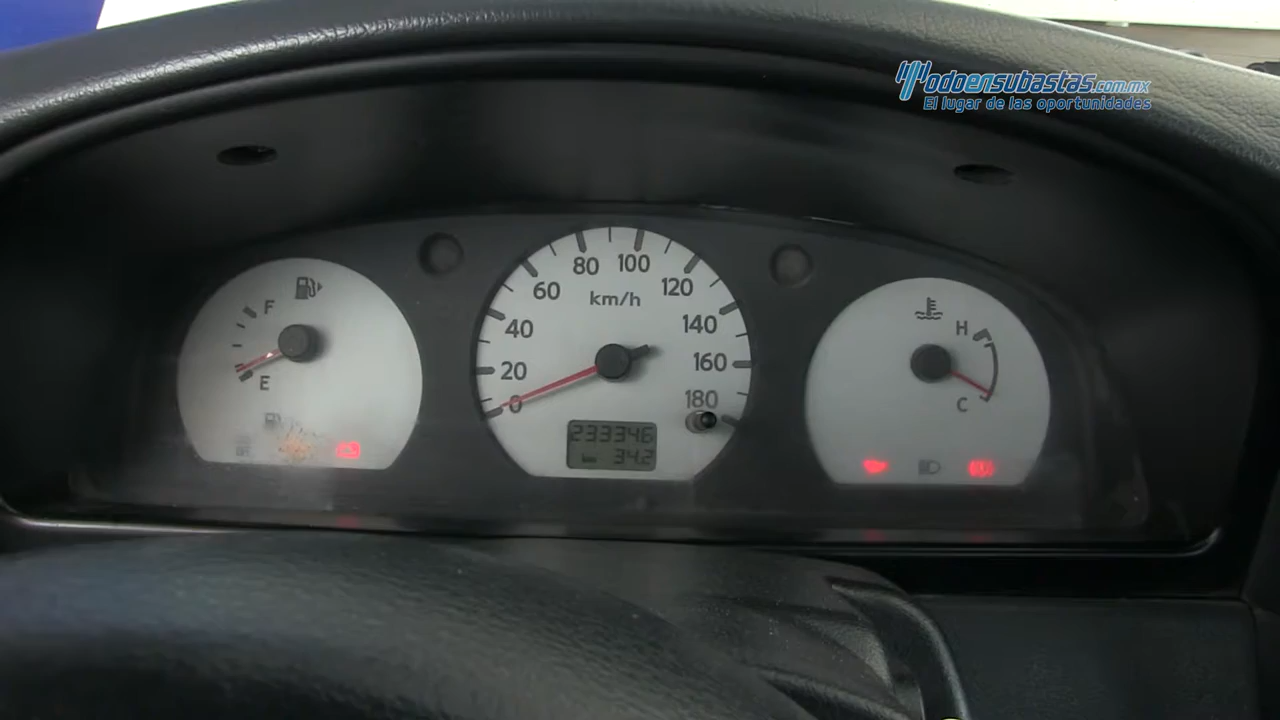 Todoensubastas.com.mx
El lugar de las oportunidades
80
100
60
120
km/h
F
40
140
H
20
160
E
180
C
0
233346
34.2